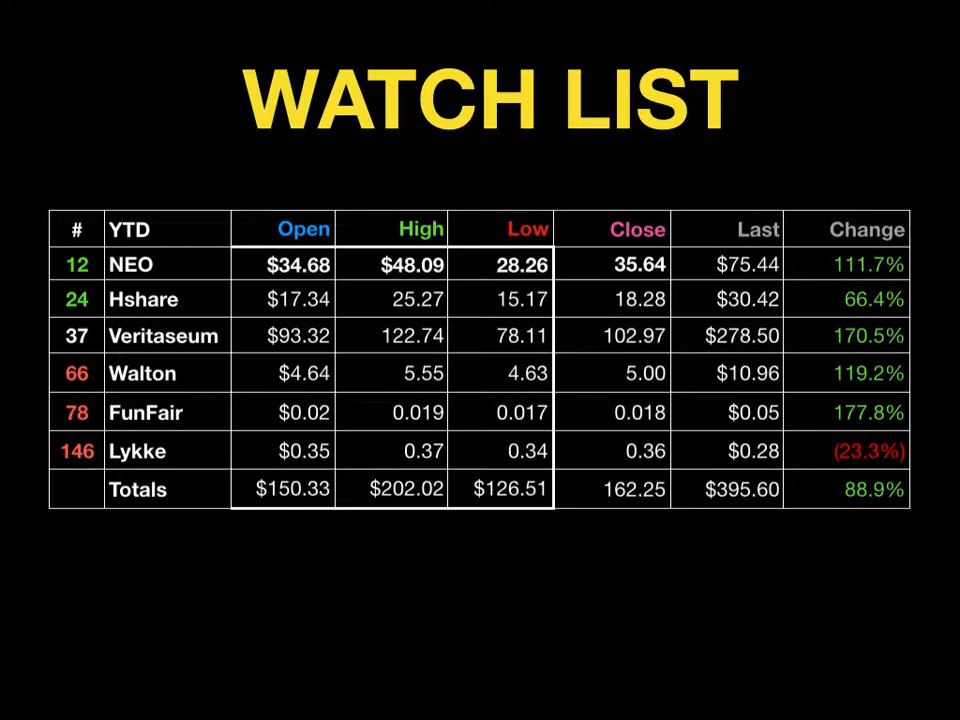 WATCH LIST
# YTD Open High Low Close Last Change
12 NEO $34.68 $48.09 28.26 35.64 $75.44 111.7%
24 Hshare $17.34 25.27 15.17 18.28 $30.42 66.4%
37 Veritaseum $93.32 122.74 78.11 102.97 $278.50 170.5%
66 Walton $4.64 5.55 4.63 5.00 $10.96 119.2%
78 FunFair $0.02 0.019 0.017 0.018 $0.05 177.8%
146 Lykke $0.35 0.37 0.34 0.36 $0.28 (23.3%)
Totals $150.33 $202.02 $126.51 162.25 $395.60 88.9%